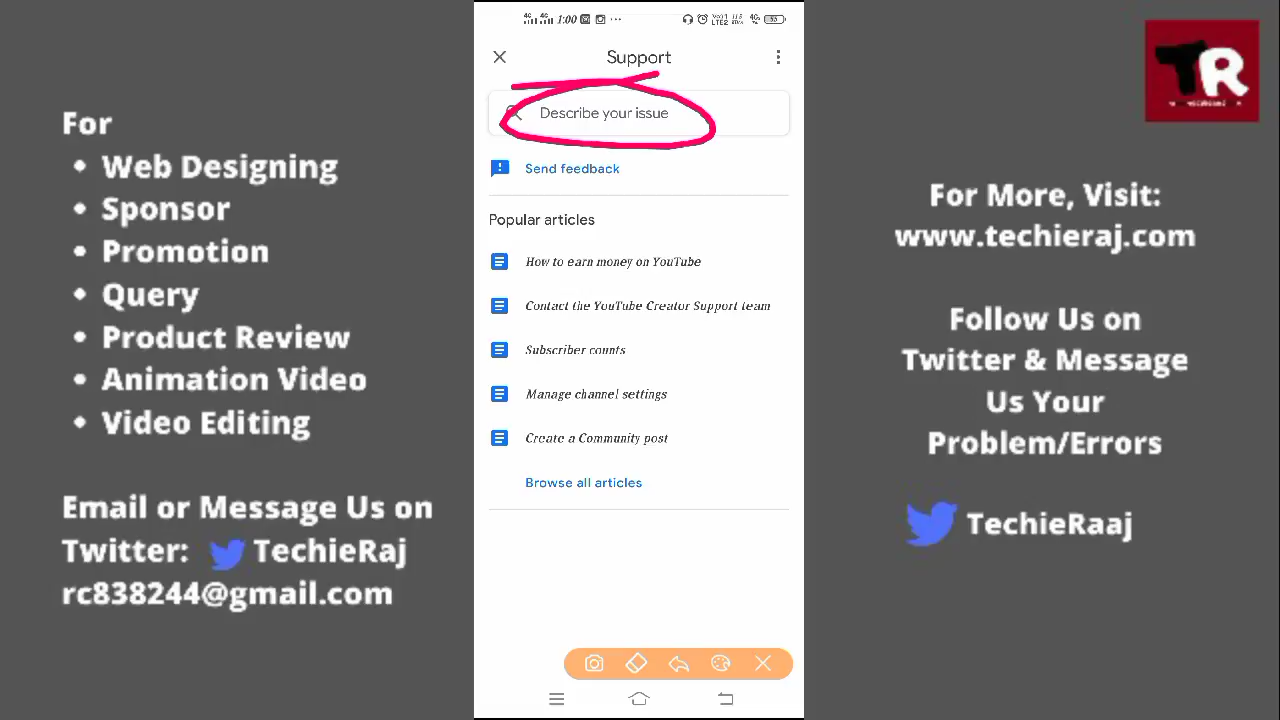 For
• Web Designing
• Sponsor
• Promotion
• Query
• Product Review
• Animation Video
• Video Editing
Email or Message Us on
Twitter: TechieRaj
rc838244@gmail.com
1:00
Support
Describe your issue
Send feedback
Popular articles
How to earn money on YouTube
Contact the YouTube Creator Support team
Subscriber counts
Manage channel settings
Create a Community post
Browse all articles
TR
For More, Visit:
www.techieraj.com
Follow Us on
Twitter & Message
Us Your
Problem/Errors
TechieRaaj